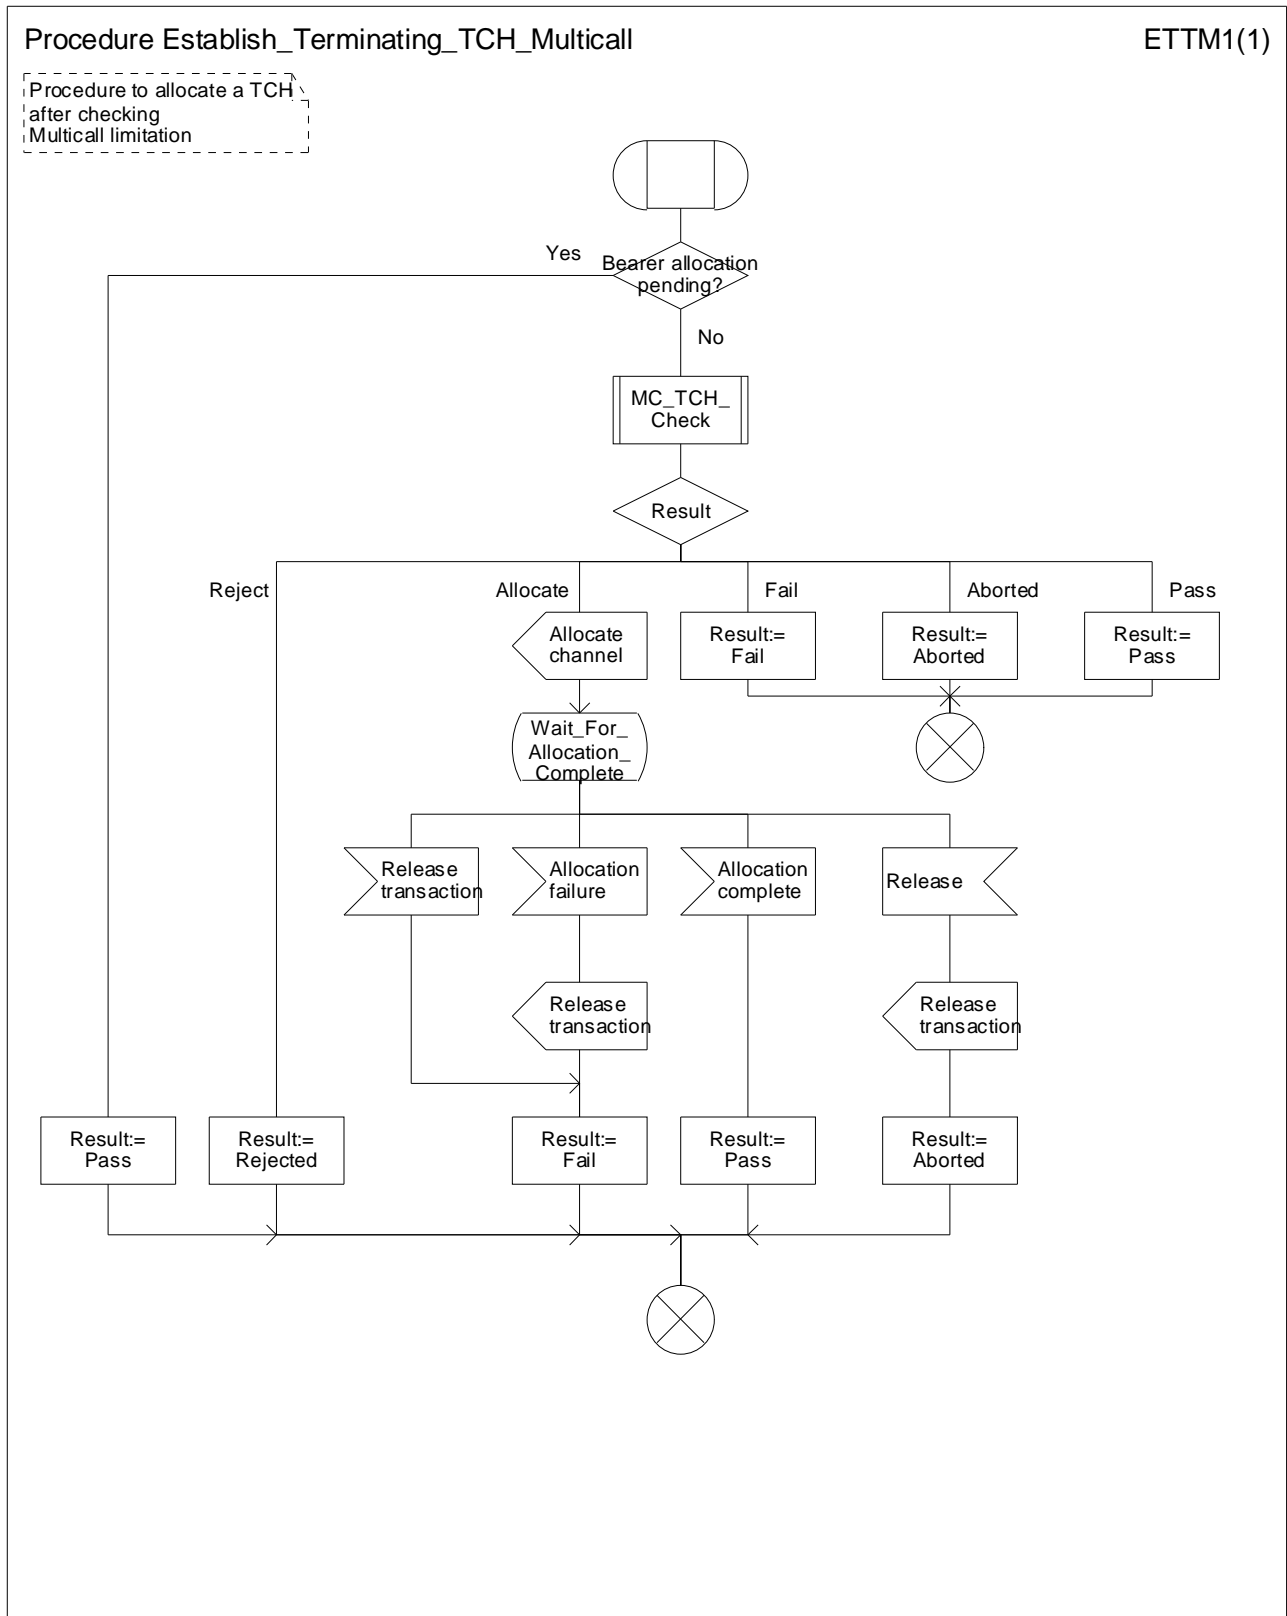 Procedure Establish_Terminating_TCH_Multicall
ETTM1(1)
Procedure to allocate a TCH
after checking
Multicall limitation
Yes
Bearer allocation
pending?
No
MC_TCH_
Check
Result
Reject
Allocate
Fail
Aborted
Pass
Allocate
channel
Result:=
Fail
Result:=
Aborted
Result:=
Pass
Wait_For_
Allocation_
Complete
Release
transaction
Allocation
failure
Allocation
complete
Release
Release
transaction
Release
transaction
Result:=
Pass
Result:=
Rejected
Result:=
Fail
Result:=
Pass
Result:=
Aborted